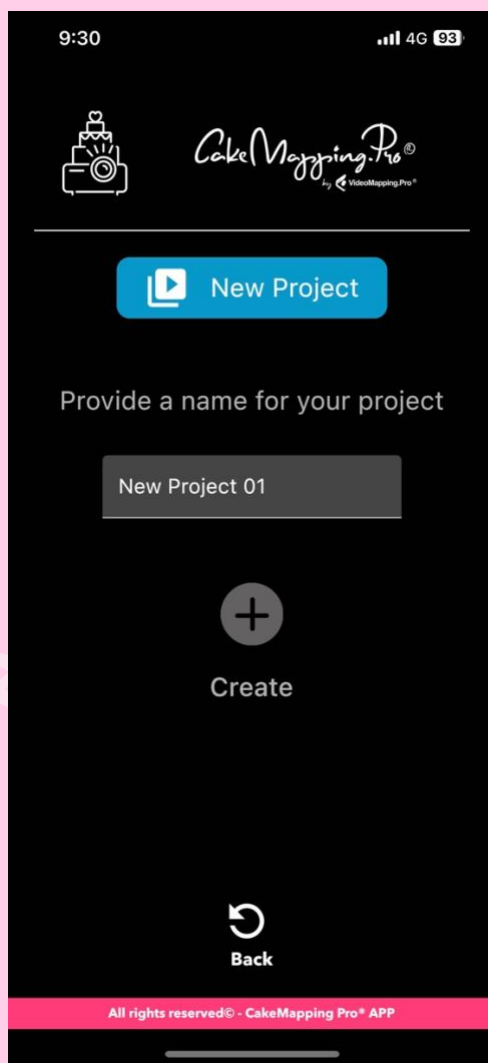 9:30
4G 93
CakeMapping.Pro®
by VideoMapping.Pro®
New Project
Provide a name for your project
New Project 01
Create
Back
All rights reserved© - CakeMapping Pro® APP